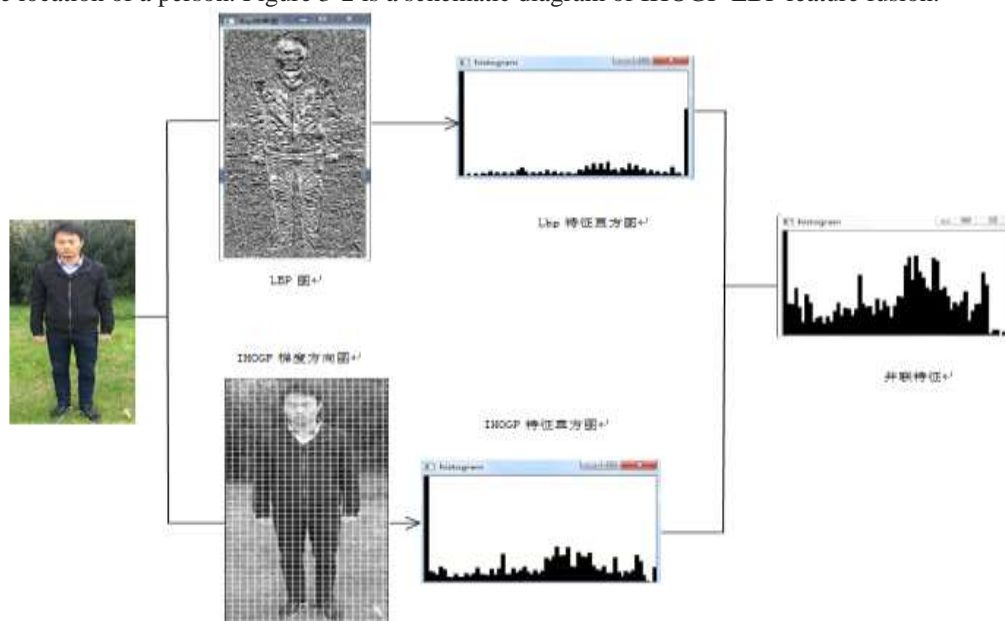 e location of a person. Figure 3-2 is a schematic diagram of IHOGP-LBP feature fusion.
histogram
Lbp 特征直方图↵
histogram
LBP 图↵
IHOGP 梯度方向图↵
并联特征↵
IHOGP 特征直方图↵
histogram